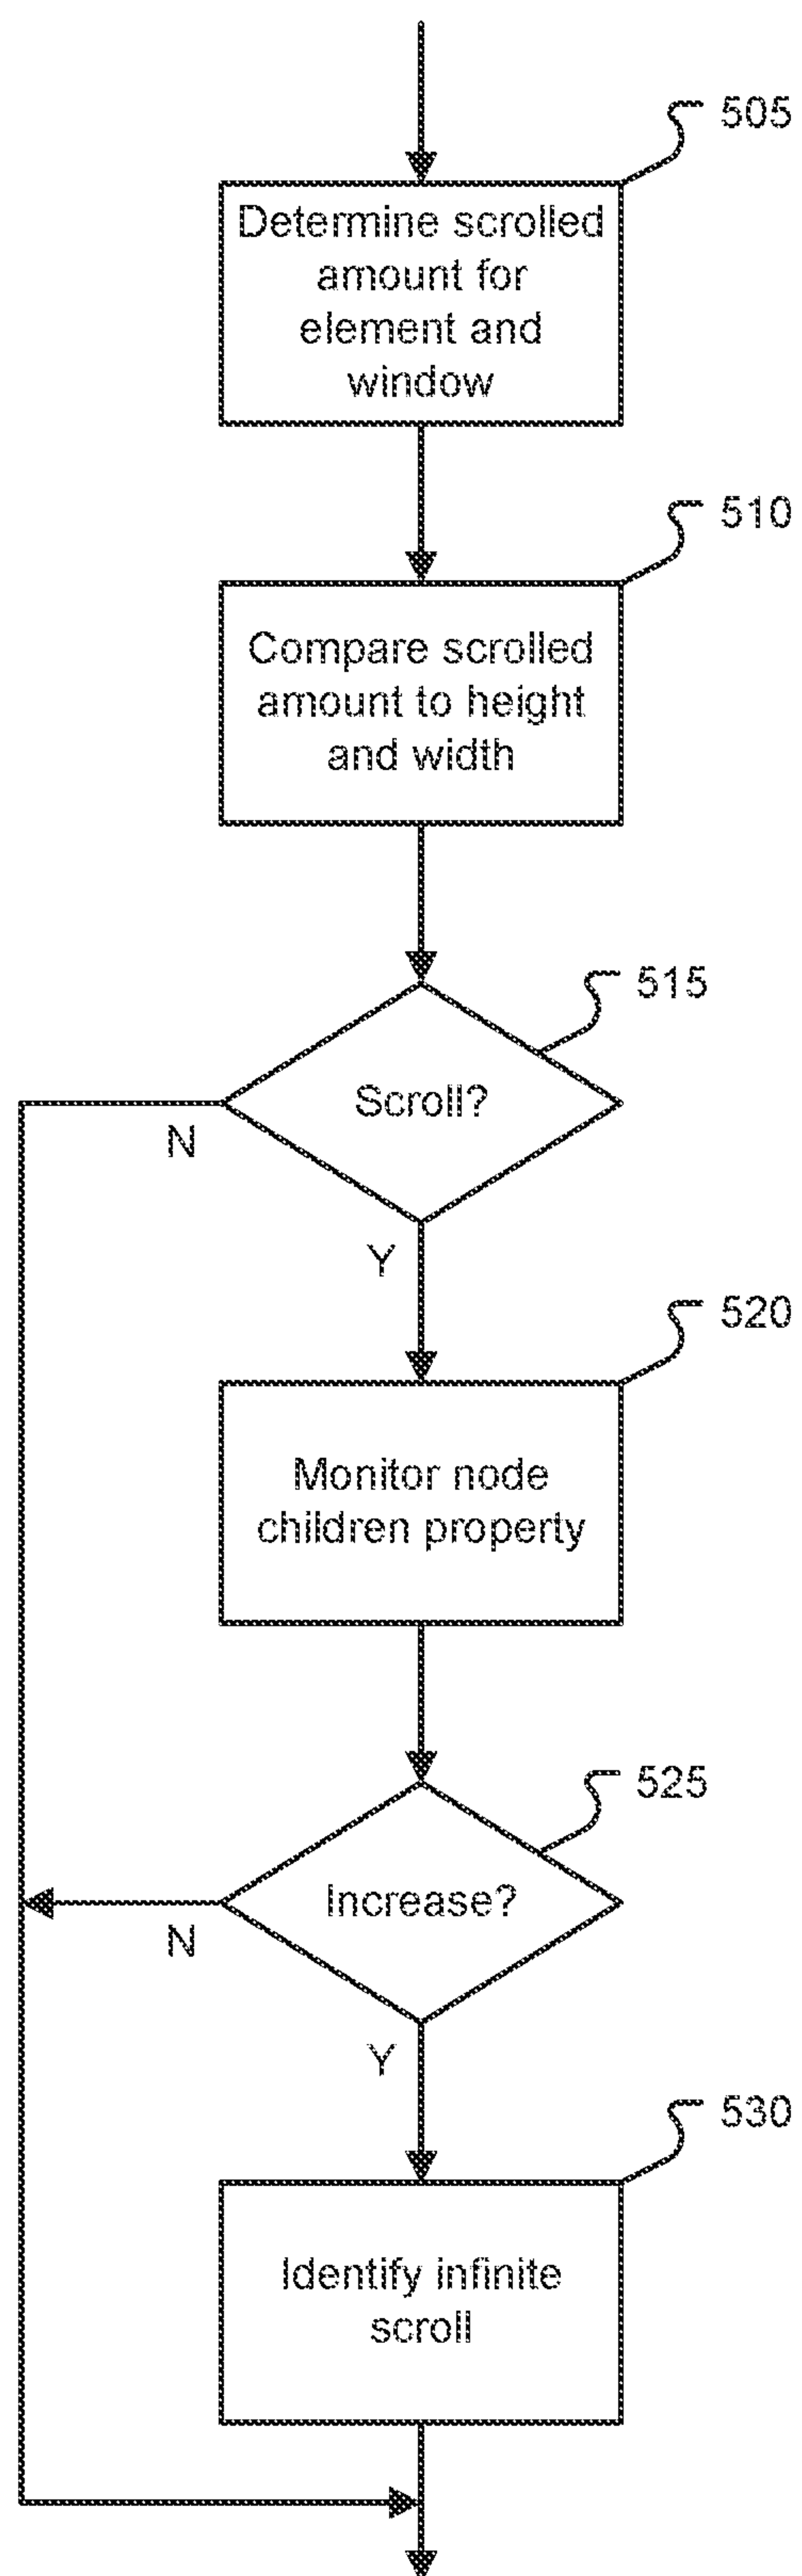 505
Determine scrolled
amount for
element and
window
510
Compare scrolled
amount to height
and width
515
Scroll?
N
Y
520
Monitor node
children property
525
Increase?
N
Y
530
Identify infinite
scroll